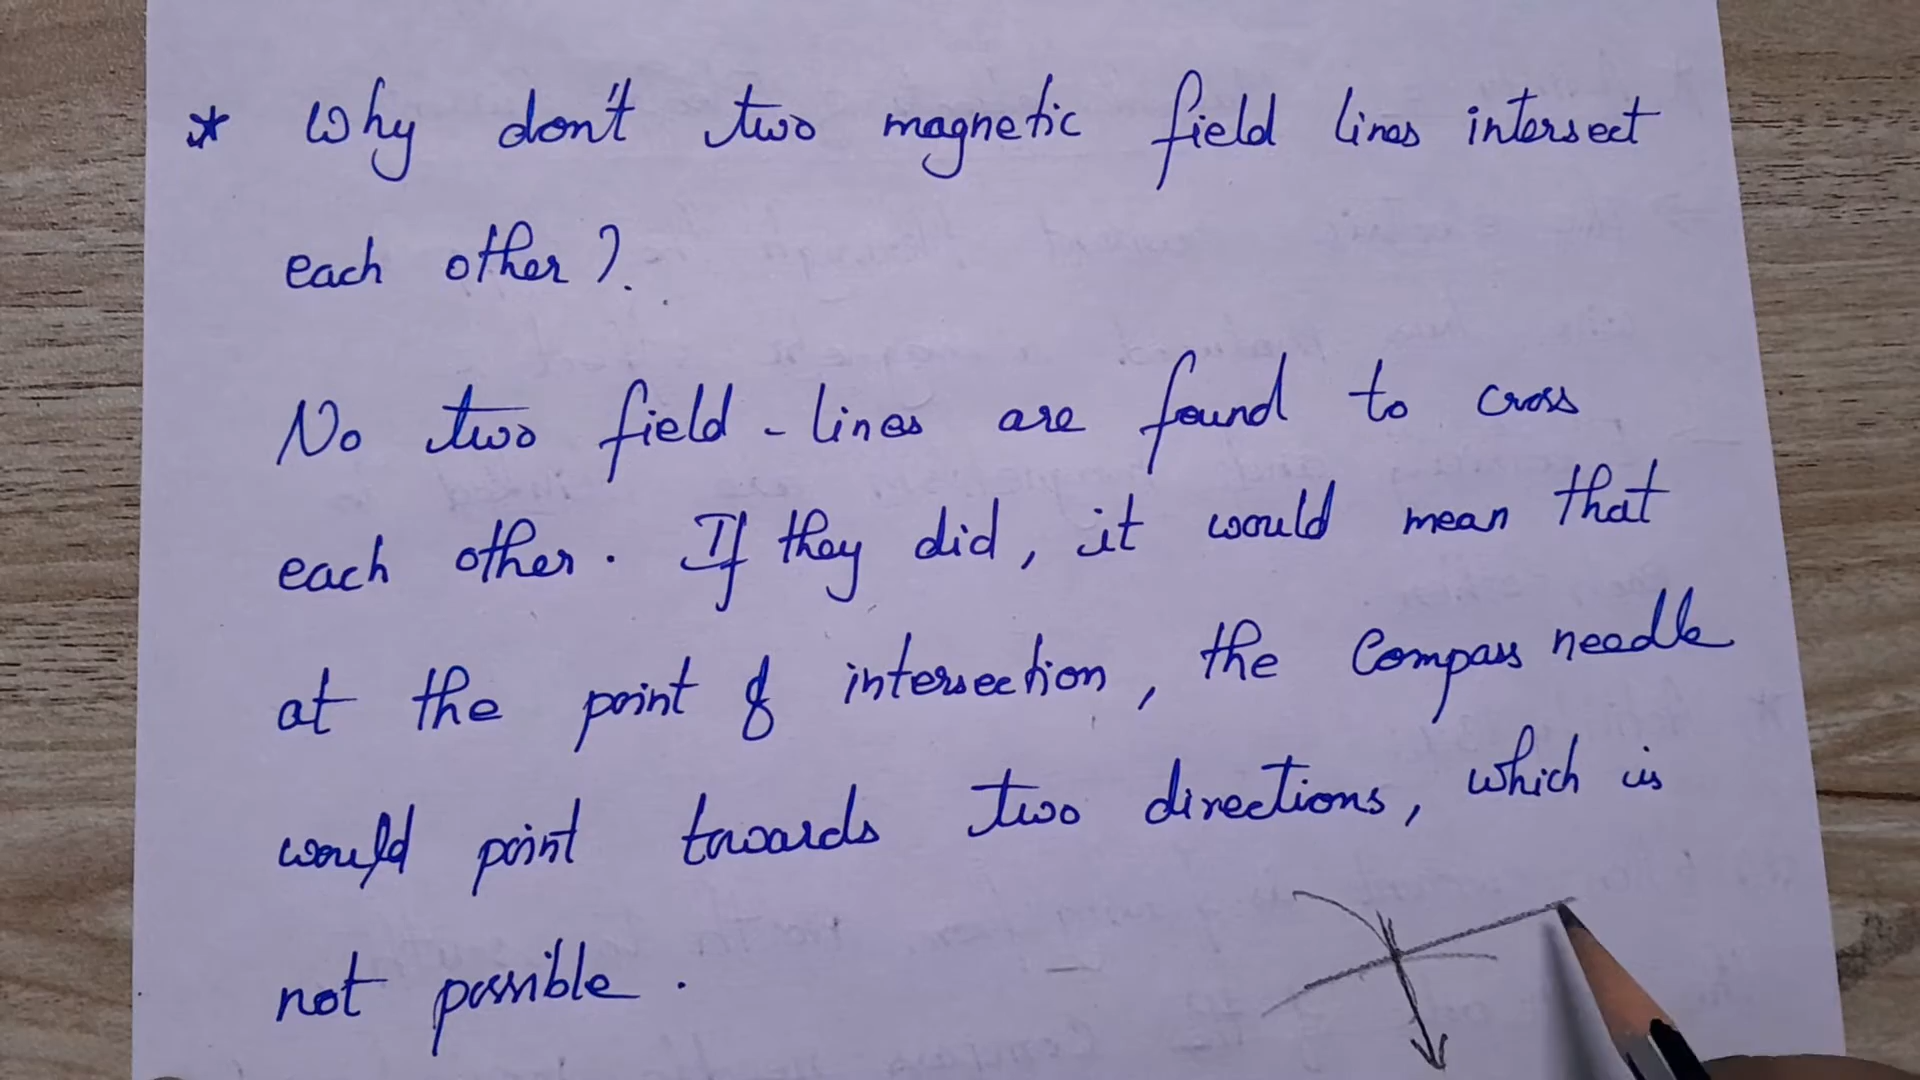 * Why don't two magnetic field lines intersect
each other?
No two field-lines are found to cross
each other. If they did, it would mean that
at the point of intersection, the Compass needle
would point towards two directions, which is
not possible.